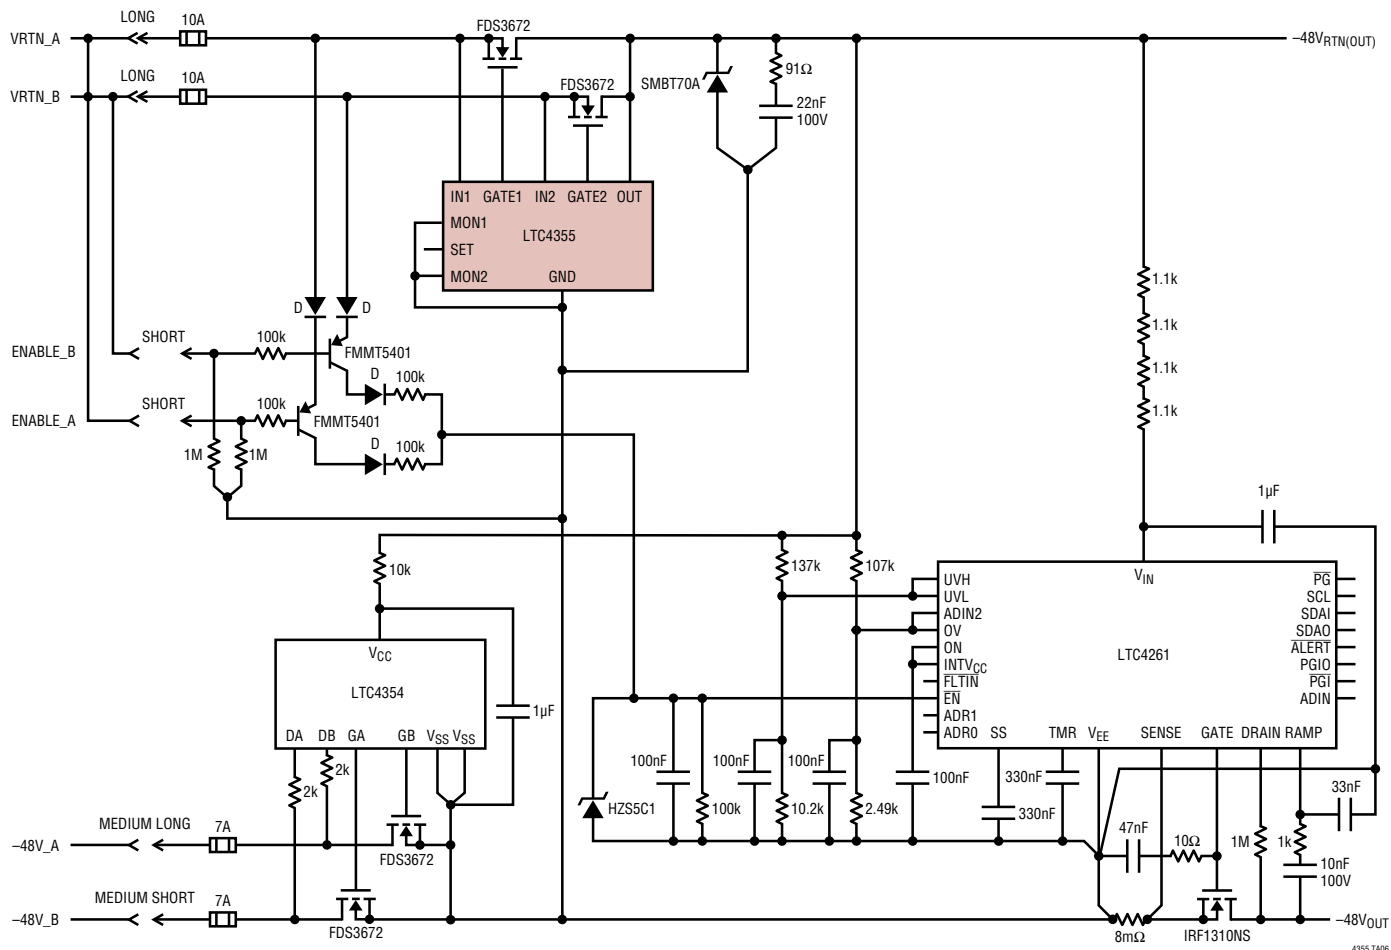 LONG
10A
FDS3672
VRTN_A
–48VRTN(OUT)
LONG
10A
FDS3672
SMBT70A
91Ω
VRTN_B
22nF
100V
IN1 GATE1 IN2 GATE2 OUT
MON1
LTC4355
SET
MON2
GND
1.1k
D
D
1.1k
SHORT
100k
ENABLE_B
FMMT5401
1.1k
D
100k
SHORT
100k
1.1k
ENABLE_A
FMMT5401
D
100k
1M
1M
1µF
10k
137k
107k
VIN
UVH
UVL
ADIN2
OV
ON
INTVCC
FLTIN
EN
ADR1
ADR0
PG
SCL
SDAI
SDAO
ALERT
PGIO
PGI
ADIN
LTC4261
SS
TMR
VEE
SENSE
GATE
DRAIN
RAMP
VCC
LTC4354
1µF
DA
DB
GA
GB
VSS
VSS
2k
2k
100nF
100nF
100nF
100nF
330nF
330nF
33nF
HZS5C1
100k
10.2k
2.49k
47nF
10Ω
1M
1k
10nF
100V
MEDIUM LONG
7A
–48V_A
FDS3672
MEDIUM SHORT
7A
–48V_B
FDS3672
8mΩ
IRF1310NS
–48VOUT
4355 TA06